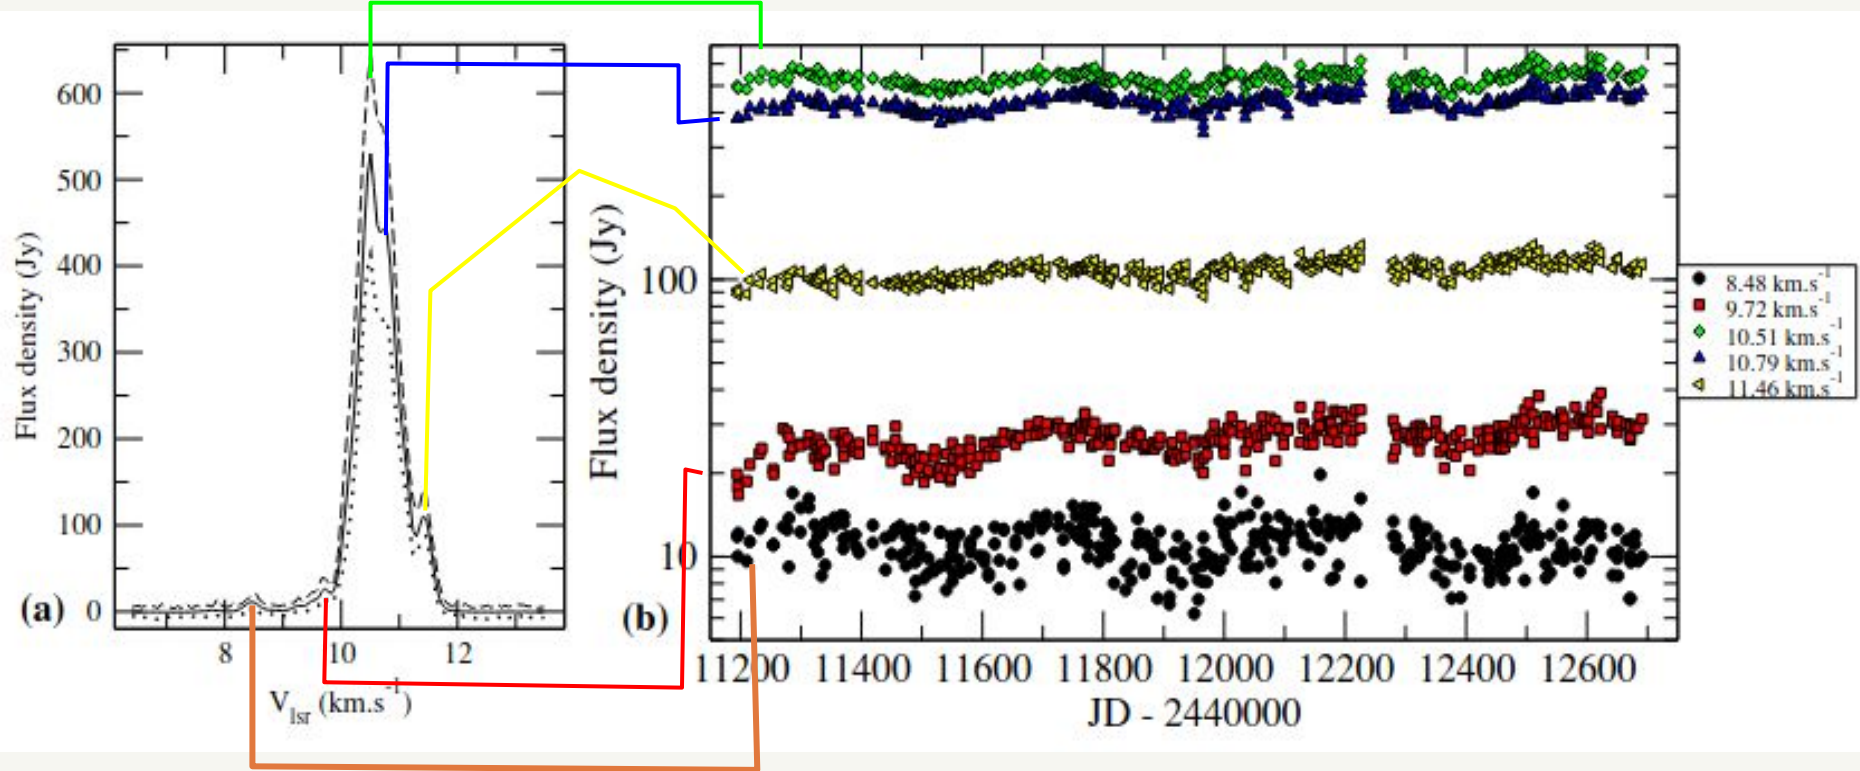 600
500
400
300
200
100
0
Flux density (Jy)
(a)
8 10 12
V_lsr (km.s^-1)
100
10
Flux density (Jy)
(b)
11200 11400 11600 11800 12000 12200 12400 12600
JD - 2440000
8.48 km.s^-1
9.72 km.s^-1
10.51 km.s^-1
10.79 km.s^-1
11.46 km.s^-1